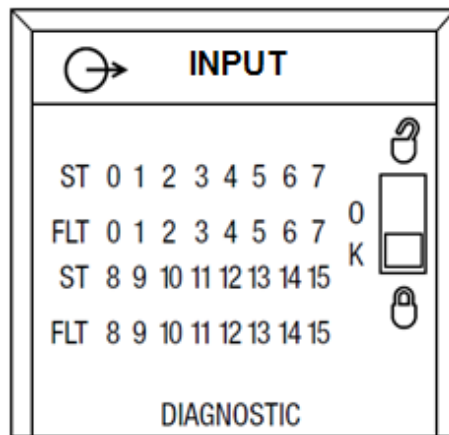 INPUT
ST 0 1 2 3 4 5 6 7
FLT 0 1 2 3 4 5 6 7
ST 8 9 10 11 12 13 14 15
FLT 8 9 10 11 12 13 14 15
O
K
DIAGNOSTIC